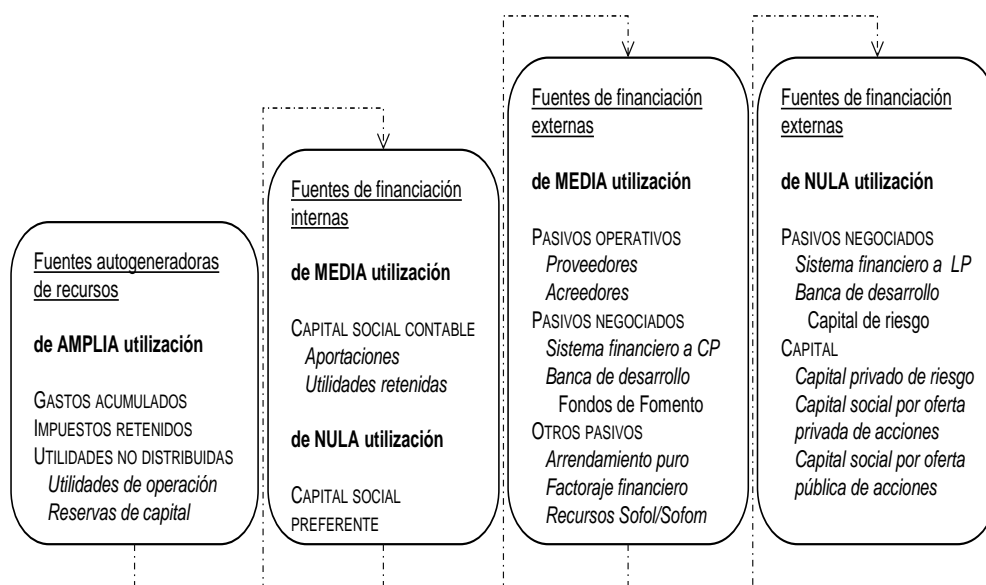 Fuentes autogeneradoras
de recursos
de AMPLIA utilización
GASTOS ACUMULADOS
IMPUESTOS RETENIDOS
UTILIDADES NO DISTRIBUIDAS
Utilidades de operación
Reservas de capital
Fuentes de financiación
internas
de MEDIA utilización
CAPITAL SOCIAL CONTABLE
Aportaciones
Utilidades retenidas
de NULA utilización
CAPITAL SOCIAL
PREFERENTE
Fuentes de financiación
externas
de MEDIA utilización
PASIVOS OPERATIVOS
Proveedores
Acreedores
PASIVOS NEGOCIADOS
Sistema financiero a CP
Banca de desarrollo
Fondos de Fomento
OTROS PASIVOS
Arrendamiento puro
Factoraje financiero
Recursos Sofol/Sofom
Fuentes de financiación
externas
de NULA utilización
PASIVOS NEGOCIADOS
Sistema financiero a LP
Banca de desarrollo
Capital de riesgo
CAPITAL
Capital privado de riesgo
Capital social por oferta
privada de acciones
Capital social por oferta
pública de acciones